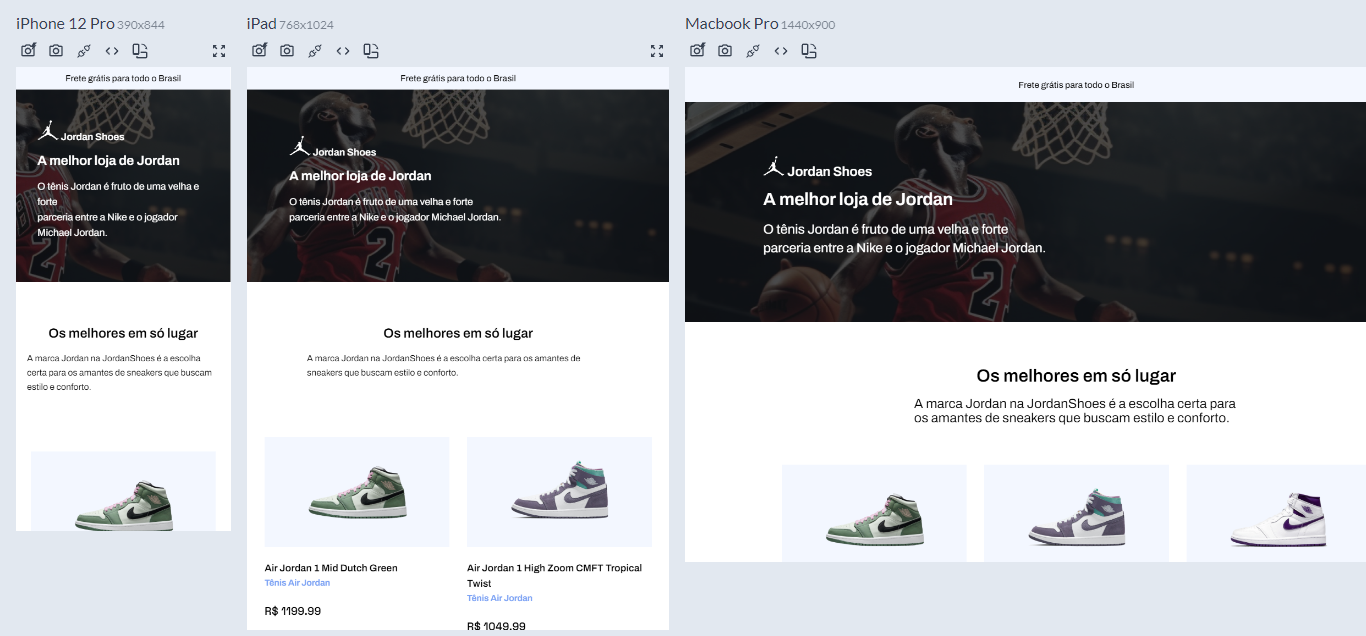 iPhone 12 Pro 390x844
Frete grátis para todo o Brasil
Jordan Shoes
A melhor loja de Jordan
O tênis Jordan é fruto de uma velha e
forte
parceria entre a Nike e o jogador
Michael Jordan.
Os melhores em só lugar
A marca Jordan na JordanShoes é a escolha
certa para os amantes de sneakers que buscam
estilo e conforto.
iPad 768x1024
Frete grátis para todo o Brasil
Jordan Shoes
A melhor loja de Jordan
O tênis Jordan é fruto de uma velha e forte
parceria entre a Nike e o jogador Michael Jordan.
Os melhores em só lugar
A marca Jordan na JordanShoes é a escolha certa para os amantes de
sneakers que buscam estilo e conforto.
Air Jordan 1 Mid Dutch Green
Tênis Air Jordan
R$ 1199.99
Air Jordan 1 High Zoom CMFT Tropical
Twist
Tênis Air Jordan
R$ 1049.99
Macbook Pro 1440x900
Frete grátis para todo o Brasil
Jordan Shoes
A melhor loja de Jordan
O tênis Jordan é fruto de uma velha e forte
parceria entre a Nike e o jogador Michael Jordan.
Os melhores em só lugar
A marca Jordan na JordanShoes é a escolha certa para
os amantes de sneakers que buscam estilo e conforto.